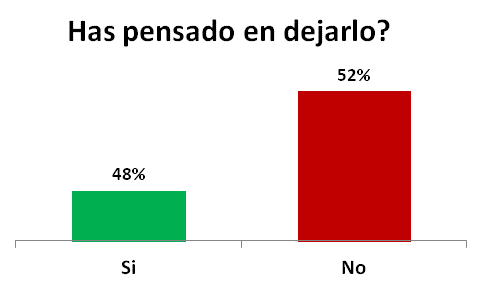 Has pensado en dejarlo?
52%
48%
Si No